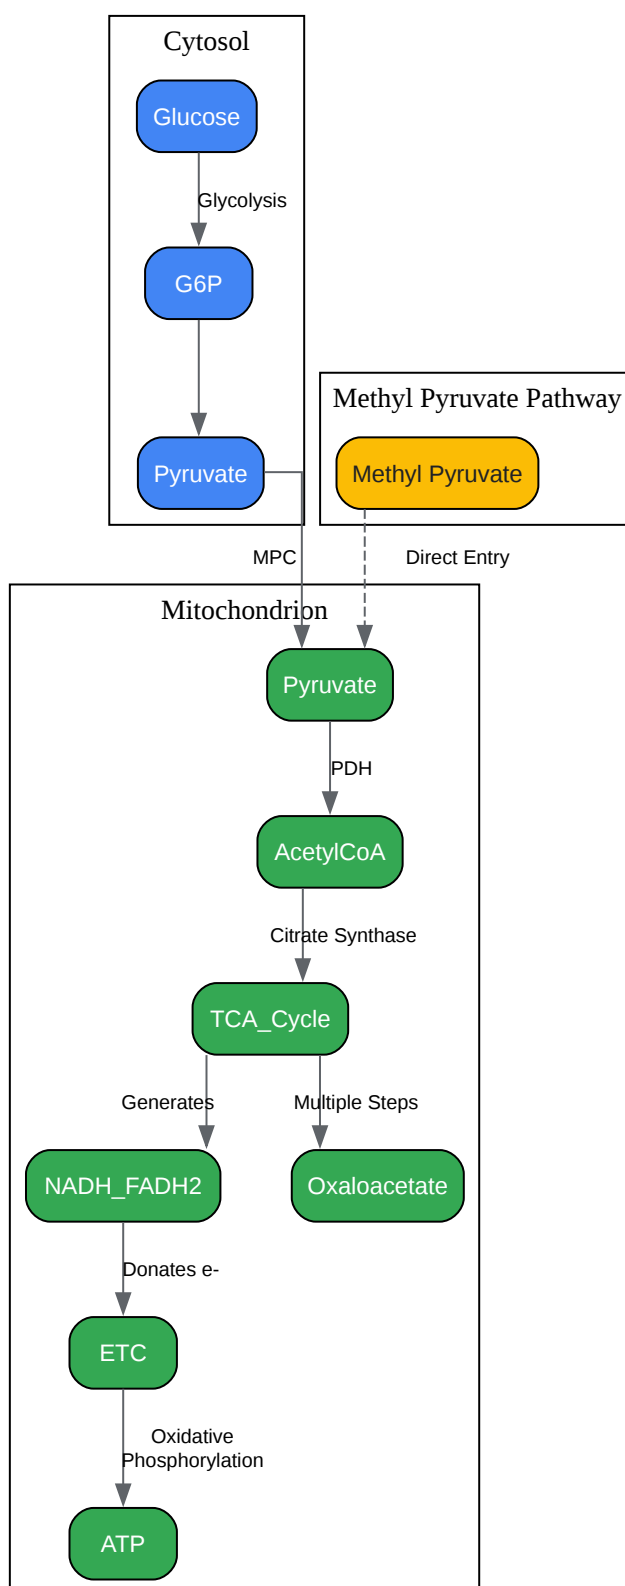 Cytosol
Glucose
Glycolysis
G6P
Methyl Pyruvate Pathway
Pyruvate
Methyl Pyruvate
MPC
Direct Entry
Mitochondrion
Pyruvate
PDH
AcetylCoA
Citrate Synthase
TCA_Cycle
Generates
Multiple Steps
NADH_FADH2
Oxaloacetate
Donates e-
ETC
Oxidative
Phosphorylation
ATP